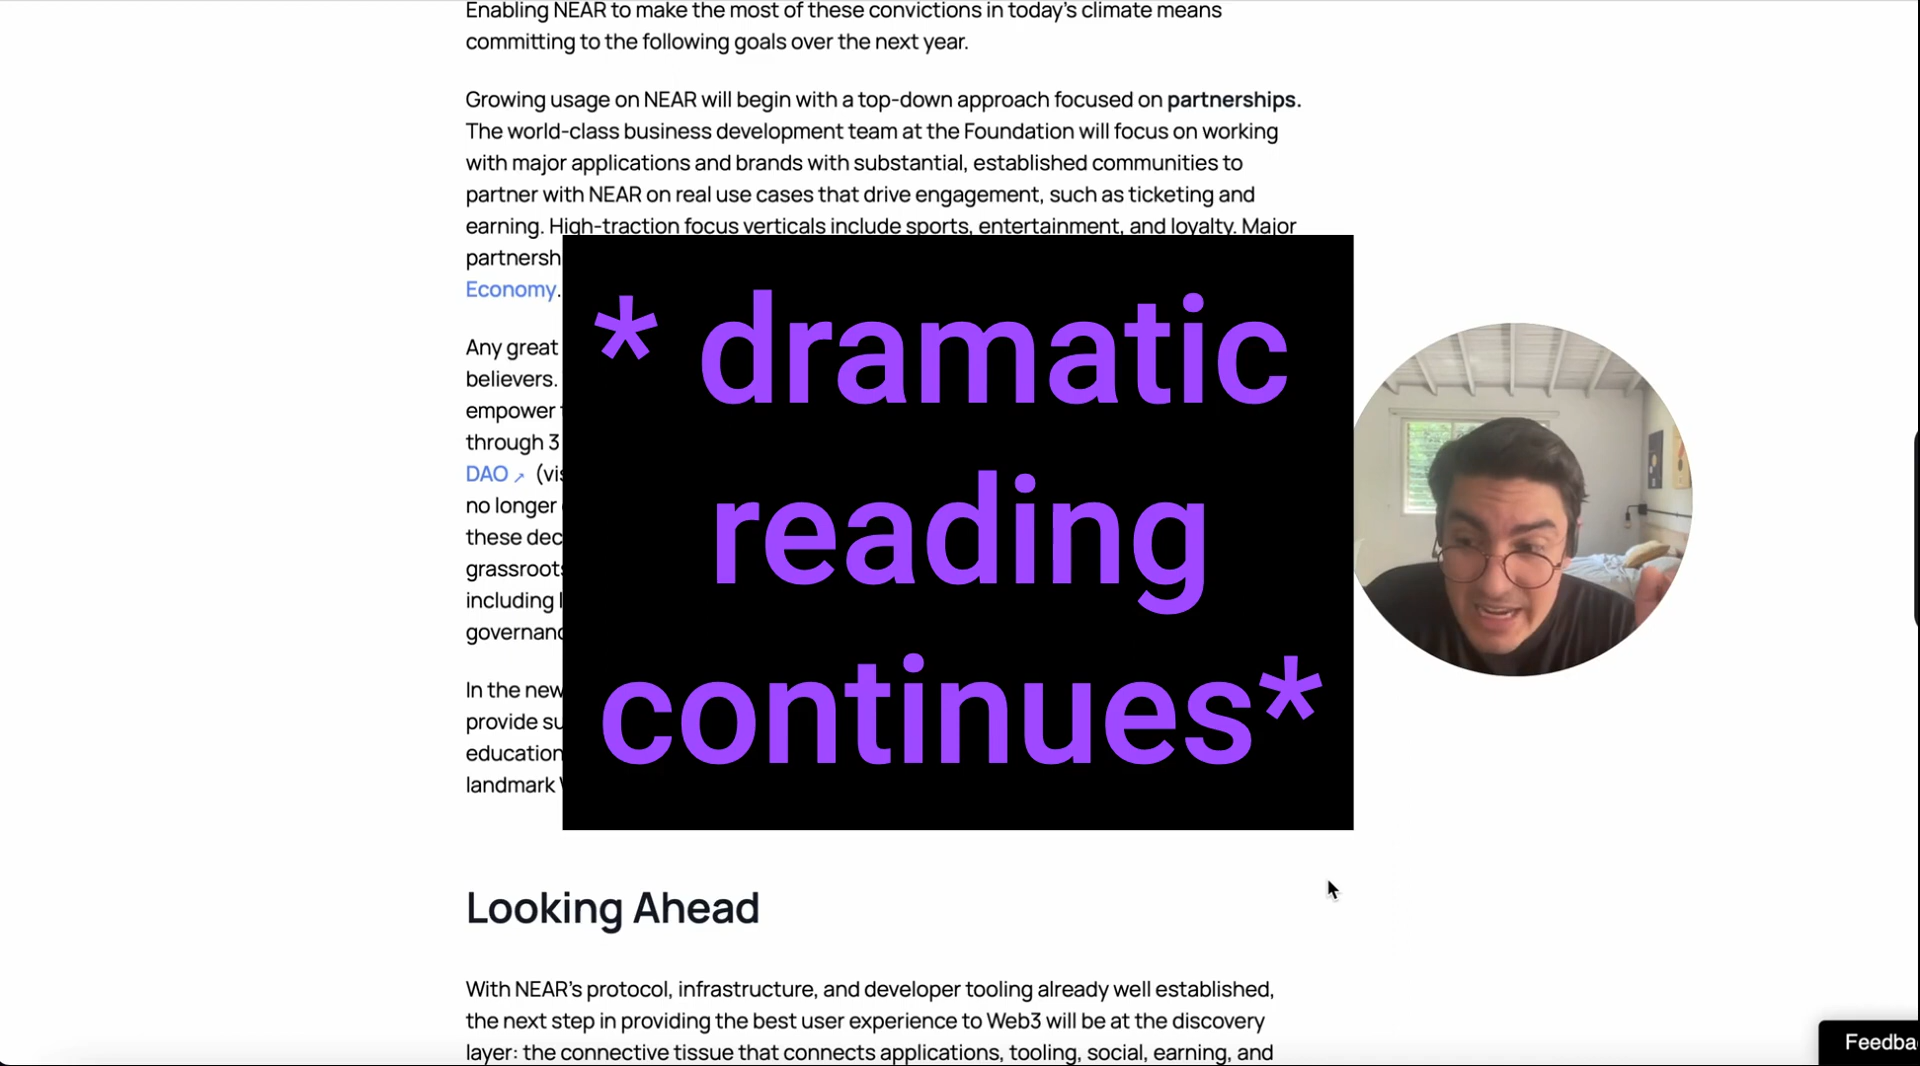 Enabling NEAR to make the most of these convictions in today's climate means
committing to the following goals over the next year.
Growing usage on NEAR will begin with a top-down approach focused on partnerships.
The world-class business development team at the Foundation will focus on working
with major applications and brands with substantial, established communities to
partner with NEAR on real use cases that drive engagement, such as ticketing and
earning. High-traction focus verticals include sports, entertainment, and loyalty. Major
partnersh
Economy.
Any great
believers.
empower
through 3
DAO ↗ (vis
no longer
these dec
grassroots
including
governanc
In the new
provide su
education
landmark
* dramatic
reading
continues*
Looking Ahead
With NEAR's protocol, infrastructure, and developer tooling already well established,
the next step in providing the best user experience to Web3 will be at the discovery
layer: the connective tissue that connects applications, tooling, social, earning, and
Feedba